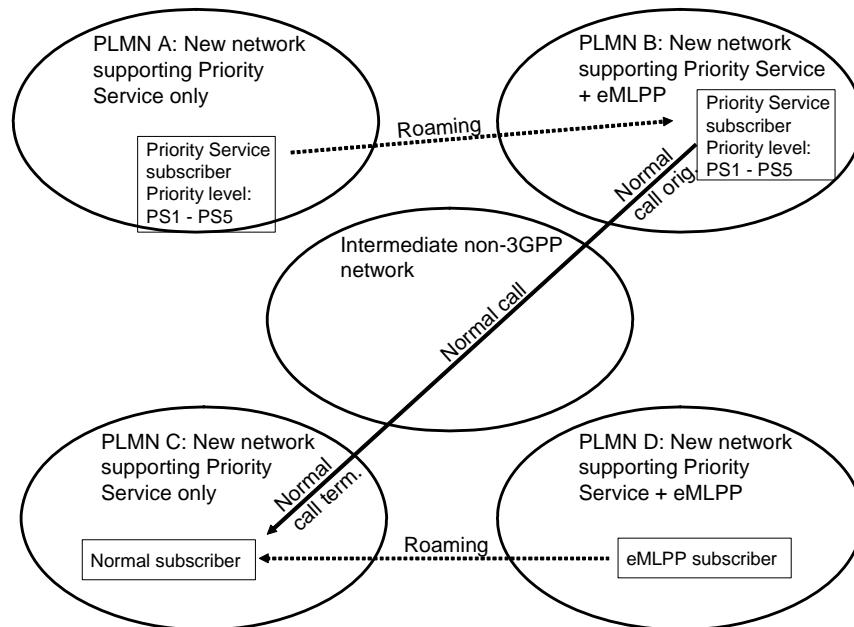 PLMN A: New network
supporting Priority
Service only
PLMN B: New network
supporting Priority Service
+ eMLPP
Priority Service
subscriber
Priority level:
PS1 - PS5
Roaming
Priority Service
subscriber
Priority level:
PS1 - PS5
Normal
call orig.
Intermediate non-3GPP
network
Normal call
PLMN C: New network
supporting Priority
Service only
PLMN D: New network
supporting Priority
Service + eMLPP
Normal
call term.
Normal subscriber
Roaming
eMLPP subscriber